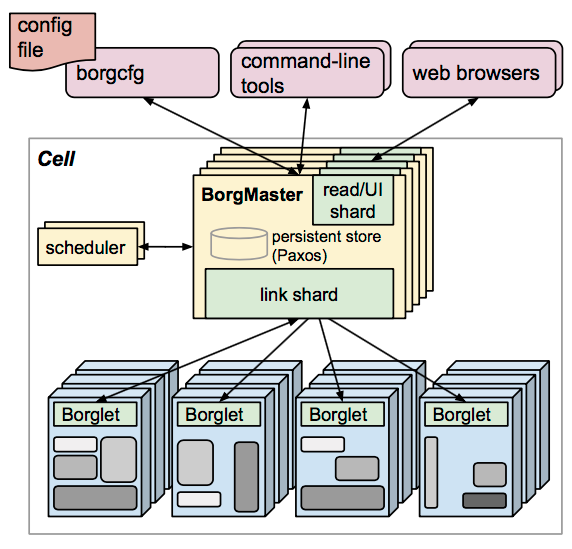 config
file
borgcfg
command-line
tools
web browsers
Cell
BorgMaster
read/UI
shard
persistent store
(Paxos)
scheduler
link shard
Borglet
Borglet
Borglet
Borglet